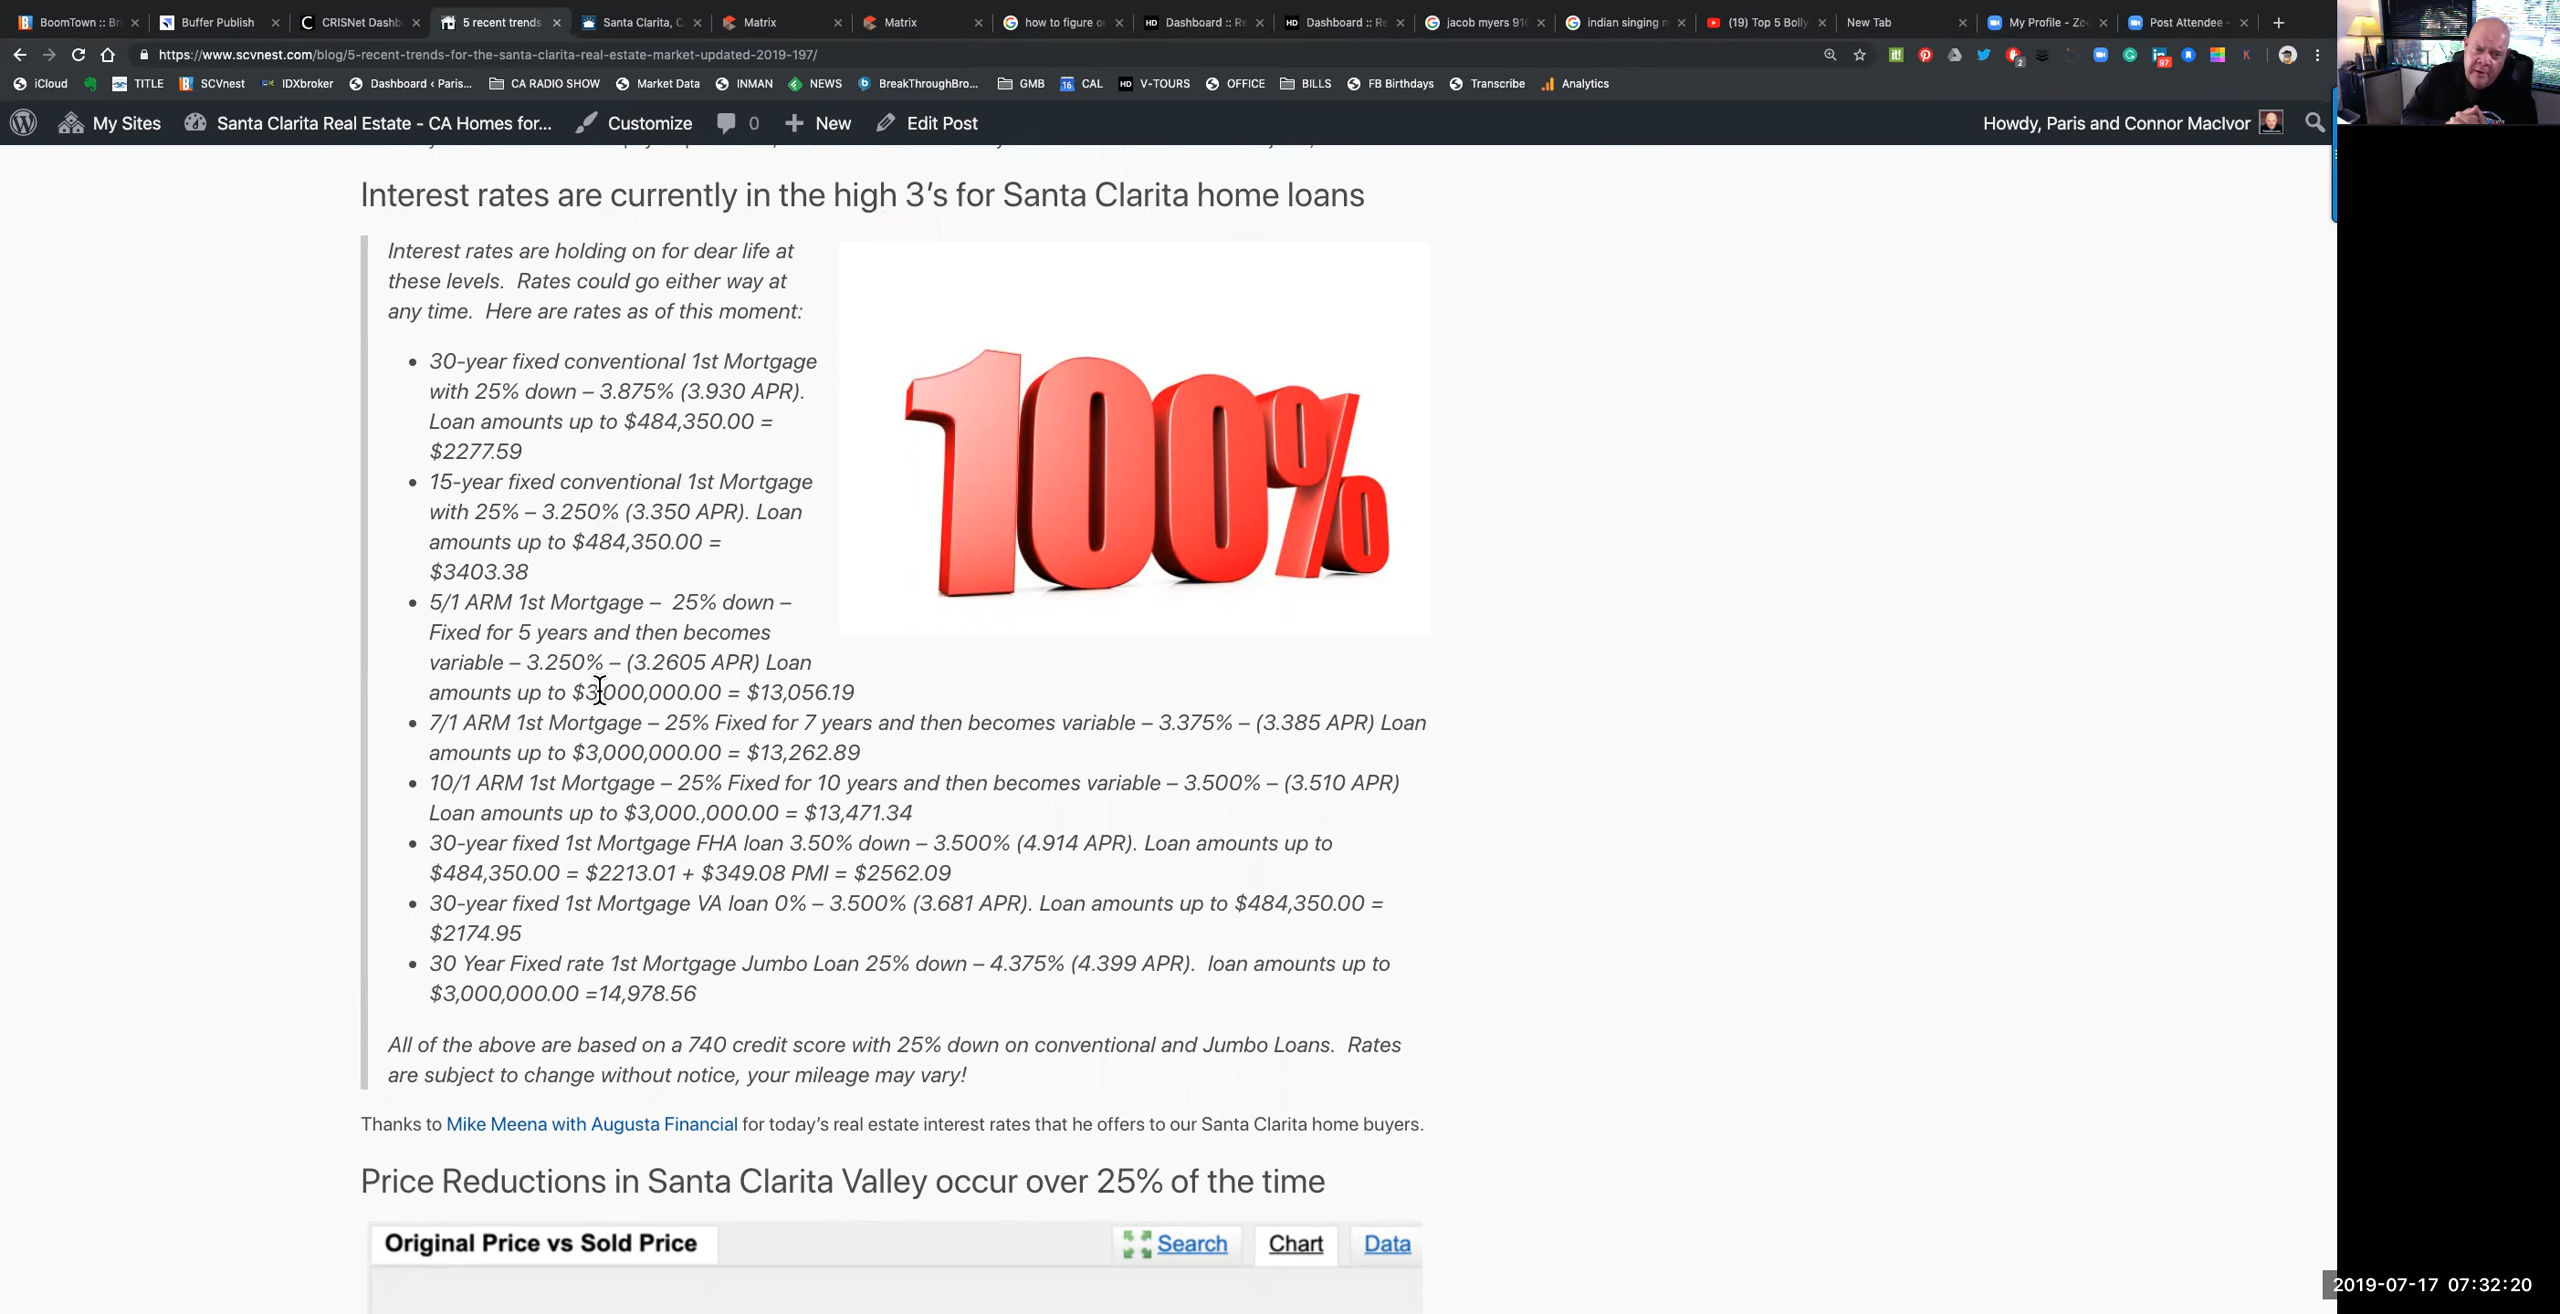 BoomTown :: B
Buffer Publish
CRISNet Dashb
5 recent trends
Santa Clarita, C
Matrix
Matrix
how to figure o
Dashboard :: R
Dashboard :: R
jacob myers 91
indian singing
(19) Top 5 Bolly
New Tab
My Profile - Zo
Post Attendee -
https://www.scvnest.com/blog/5-recent-trends-for-the-santa-clarita-real-estate-market-updated-2019-197/
2
97
iCloud
TITLE
SCVnest
IDXbroker
Dashboard ‹ Paris...
CA RADIO SHOW
Market Data
INMAN
NEWS
BreakThroughBro...
GMB
16
CAL
HD
V-TOURS
OFFICE
BILLS
FB Birthdays
Transcribe
Analytics
My Sites
Santa Clarita Real Estate - CA Homes for...
Customize
0
New
Edit Post
Howdy, Paris and Connor MacIvor
Interest rates are currently in the high 3’s for Santa Clarita home loans
Interest rates are holding on for dear life at
these levels. Rates could go either way at
any time. Here are rates as of this moment:
• 30-year fixed conventional 1st Mortgage
with 25% down – 3.875% (3.930 APR).
Loan amounts up to $484,350.00 =
$2277.59
• 15-year fixed conventional 1st Mortgage
with 25% – 3.250% (3.350 APR). Loan
amounts up to $484,350.00 =
$3403.38
• 5/1 ARM 1st Mortgage – 25% down –
Fixed for 5 years and then becomes
variable – 3.250% – (3.2605 APR) Loan
amounts up to $3,000,000.00 = $13,056.19
• 7/1 ARM 1st Mortgage – 25% Fixed for 7 years and then becomes variable – 3.375% – (3.385 APR) Loan
amounts up to $3,000,000.00 = $13,262.89
• 10/1 ARM 1st Mortgage – 25% Fixed for 10 years and then becomes variable – 3.500% – (3.510 APR)
Loan amounts up to $3,000.,000.00 = $13,471.34
• 30-year fixed 1st Mortgage FHA loan 3.50% down – 3.500% (4.914 APR). Loan amounts up to
$484,350.00 = $2213.01 + $349.08 PMI = $2562.09
• 30-year fixed 1st Mortgage VA loan 0% – 3.500% (3.681 APR). Loan amounts up to $484,350.00 =
$2174.95
• 30 Year Fixed rate 1st Mortgage Jumbo Loan 25% down – 4.375% (4.399 APR). loan amounts up to
$3,000,000.00 =14,978.56
100%
All of the above are based on a 740 credit score with 25% down on conventional and Jumbo Loans. Rates
are subject to change without notice, your mileage may vary!
Thanks to Mike Meena with Augusta Financial for today’s real estate interest rates that he offers to our Santa Clarita home buyers.
Price Reductions in Santa Clarita Valley occur over 25% of the time
Original Price vs Sold Price
Search
Chart
Data
2019-07-17 07:32:20